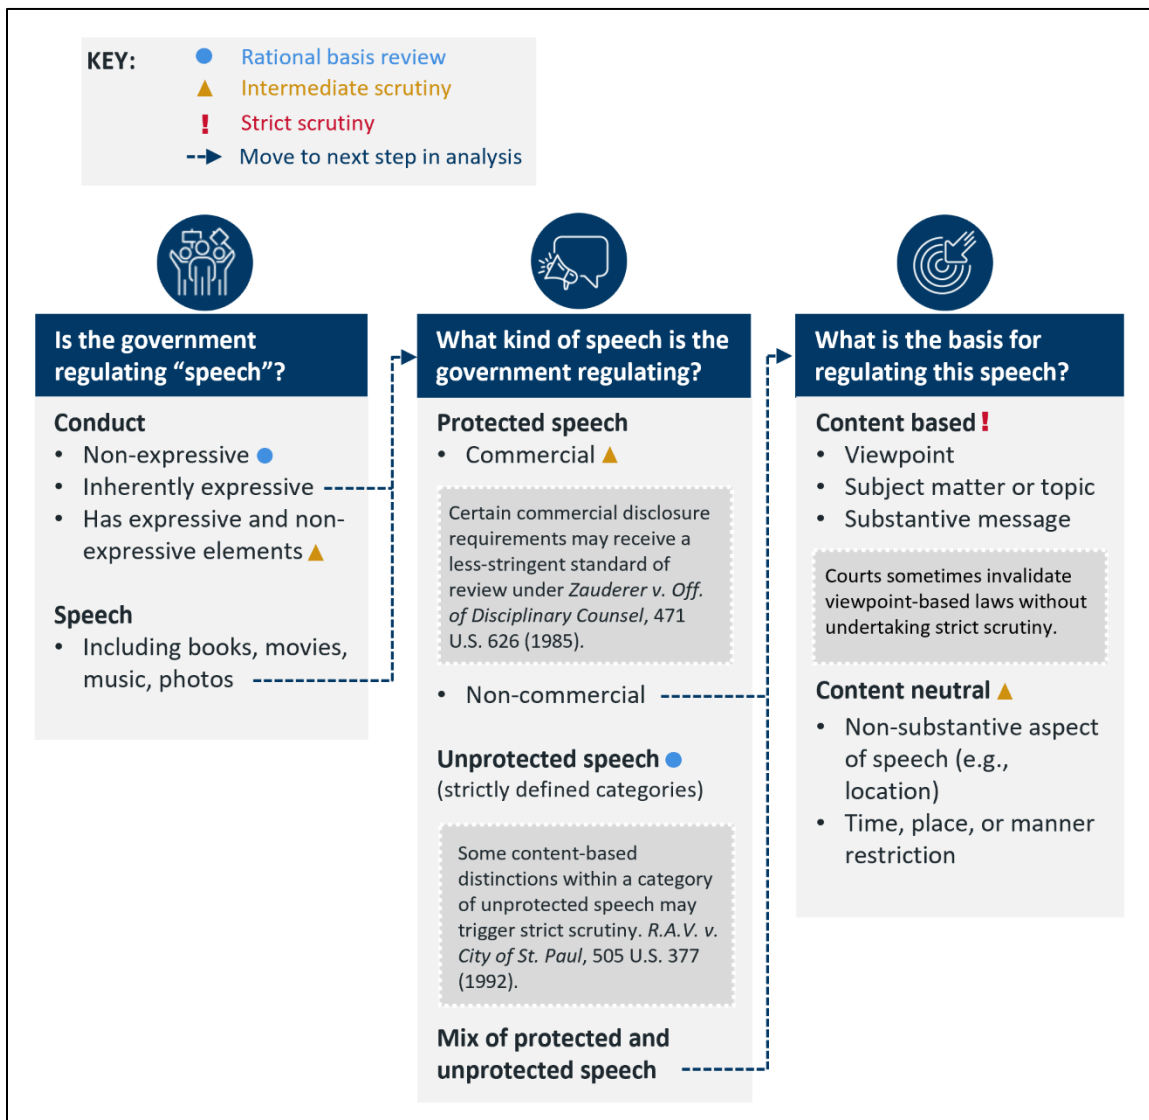 KEY:
Rational basis review
Intermediate scrutiny
! Strict scrutiny
Move to next step in analysis
Is the government
regulating “speech”?
Conduct
• Non-expressive
• Inherently expressive
• Has expressive and non-
expressive elements
Speech
• Including books, movies,
music, photos
What kind of speech is the
government regulating?
Protected speech
• Commercial
Certain commercial disclosure
requirements may receive a
less-stringent standard of
review under Zauderer v. Off.
of Disciplinary Counsel, 471
U.S. 626 (1985).
• Non-commercial
Unprotected speech
(strictly defined categories)
Some content-based
distinctions within a category
of unprotected speech may
trigger strict scrutiny. R.A.V. v.
City of St. Paul, 505 U.S. 377
(1992).
Mix of protected and
unprotected speech
What is the basis for
regulating this speech?
Content based !
• Viewpoint
• Subject matter or topic
• Substantive message
Courts sometimes invalidate
viewpoint-based laws without
undertaking strict scrutiny.
Content neutral
• Non-substantive aspect
of speech (e.g.,
location)
• Time, place, or manner
restriction